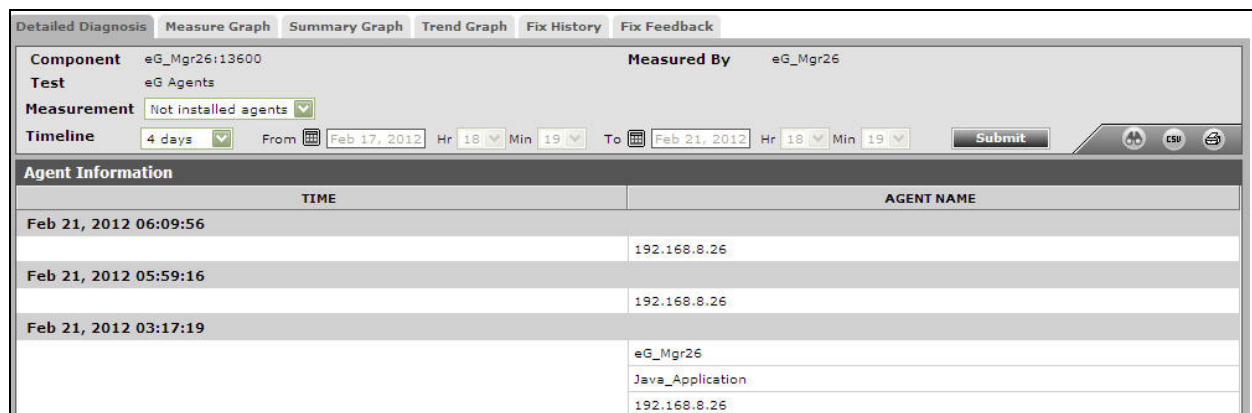 Detailed Diagnosis Measure Graph Summary Graph Trend Graph Fix History Fix Feedback
Component eG_Mgr26:13600 Measured By eG_Mgr26
Test eG Agents
Measurement Not installed agents
Timeline 4 days From Feb 17, 2012 Hr 18 Min 19 To Feb 21, 2012 Hr 18 Min 19 Submit CSV
Agent Information
TIME AGENT NAME
Feb 21, 2012 06:09:56
192.168.8.26
Feb 21, 2012 05:59:16
192.168.8.26
Feb 21, 2012 03:17:19
eG_Mgr26
Java_Application
192.168.8.26